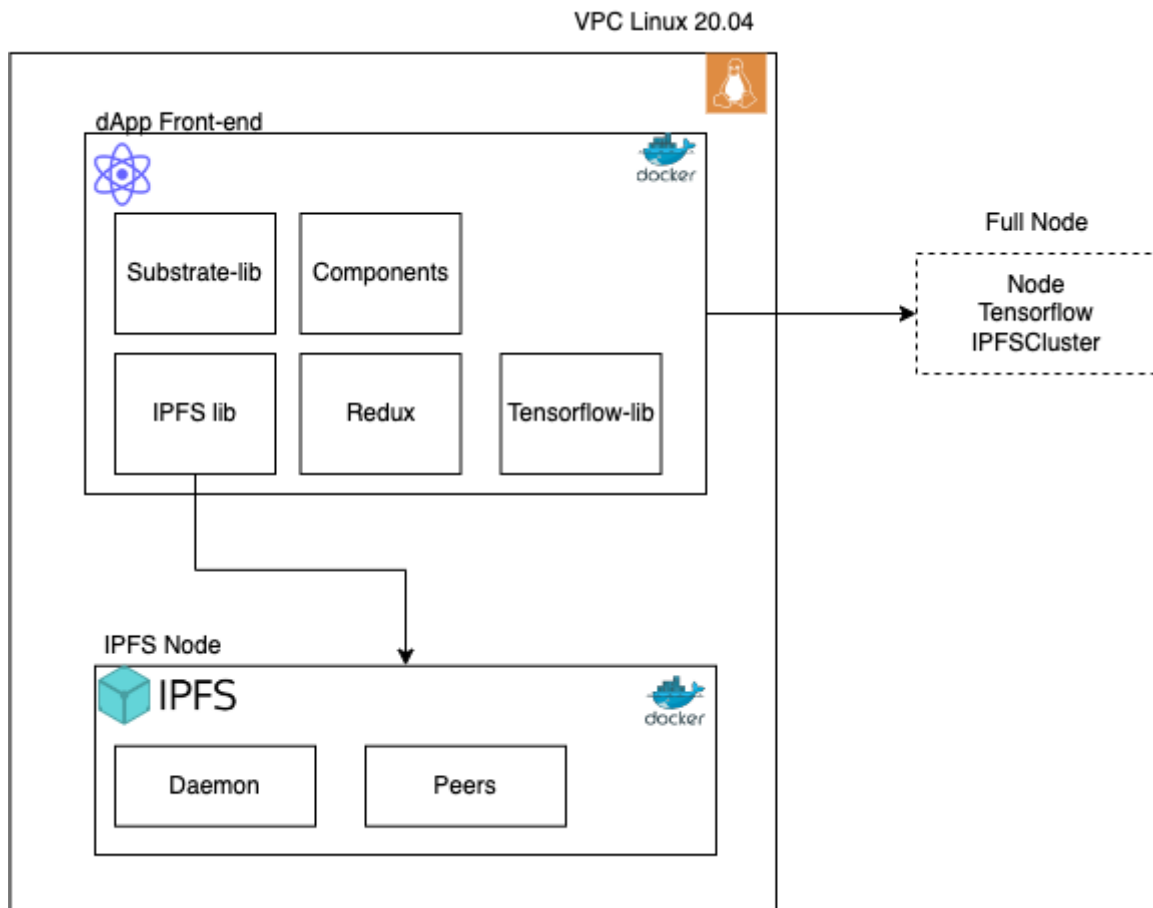 VPC Linux 20.04
dApp Front-end
docker
Substrate-lib
Components
IPFS lib
Redux
Tensorflow-lib
Full Node
Node
Tensorflow
IPFSCluster
IPFS Node
IPFS
docker
Daemon
Peers